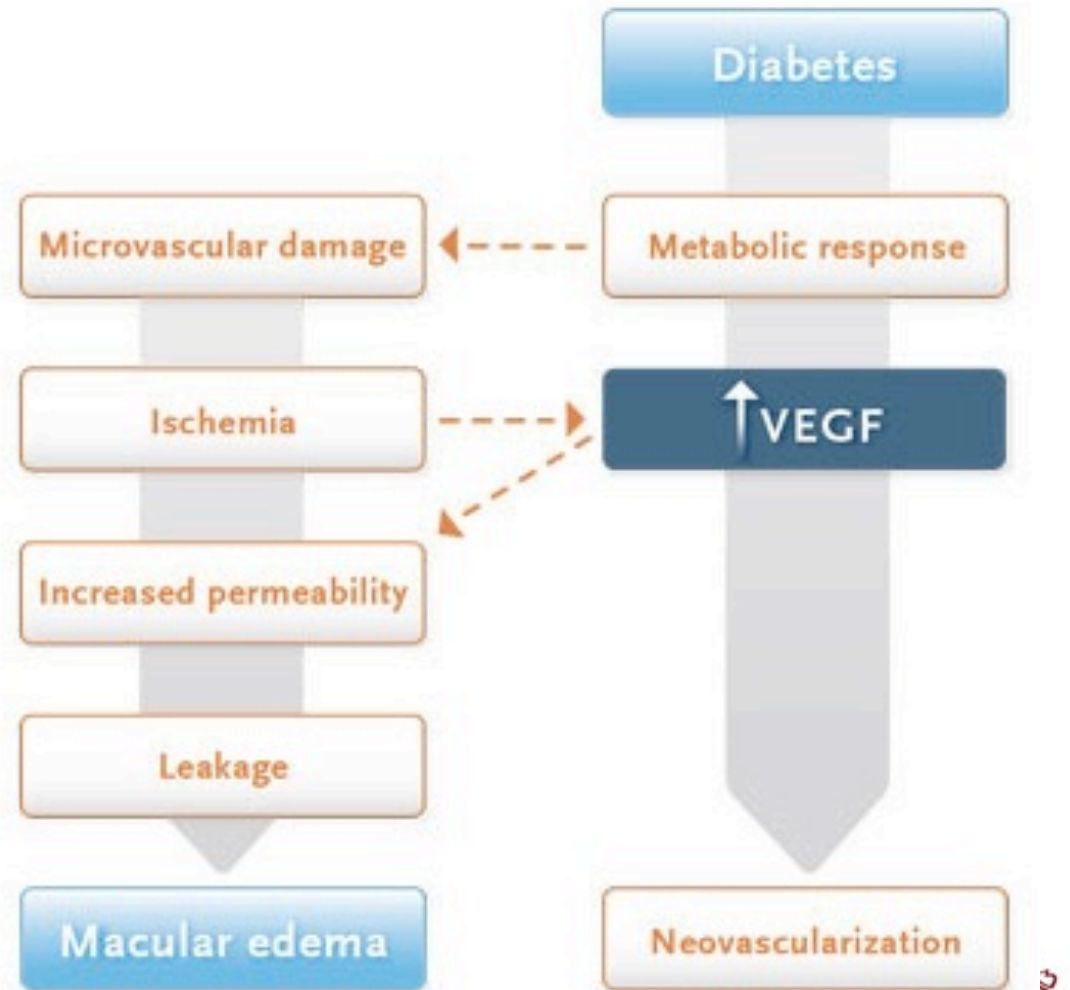 Diabetes
Microvascular damage
Metabolic response
Ischemia
↑VEGF
Increased permeability
Leakage
Macular edema
Neovascularization